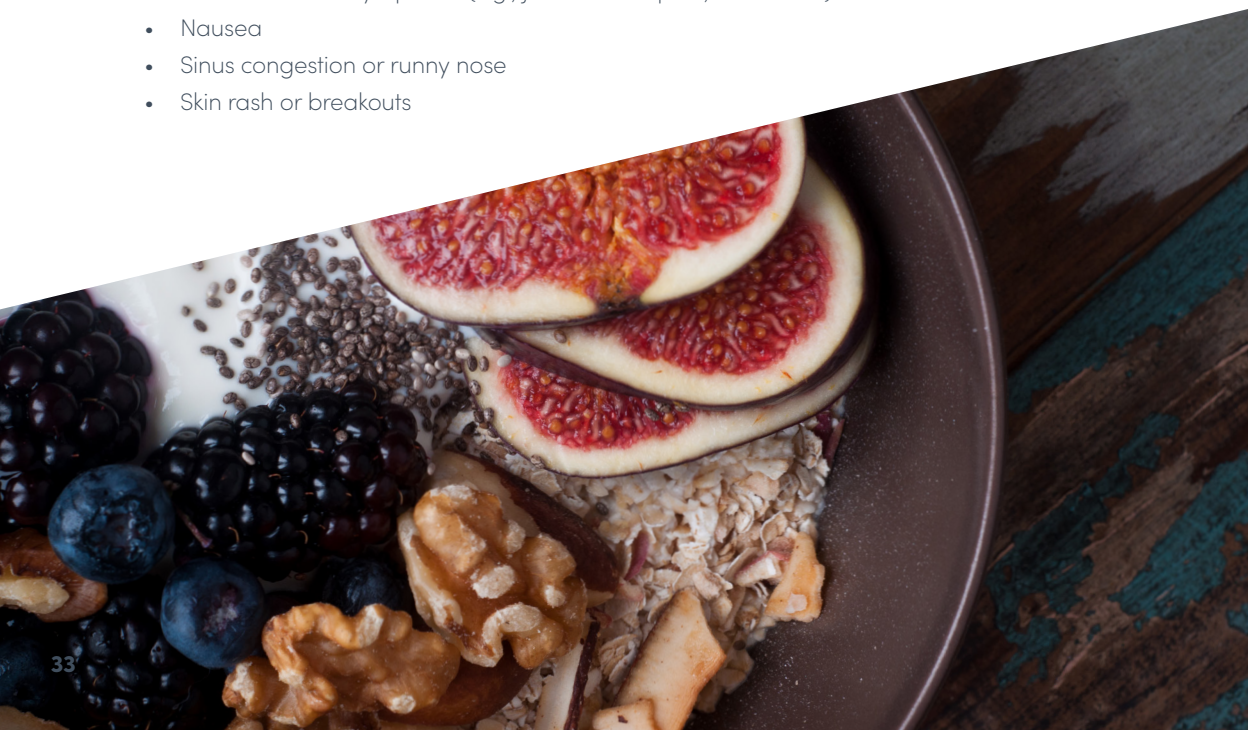 • Nausea
• Sinus congestion or runny nose
• Skin rash or breakouts
33